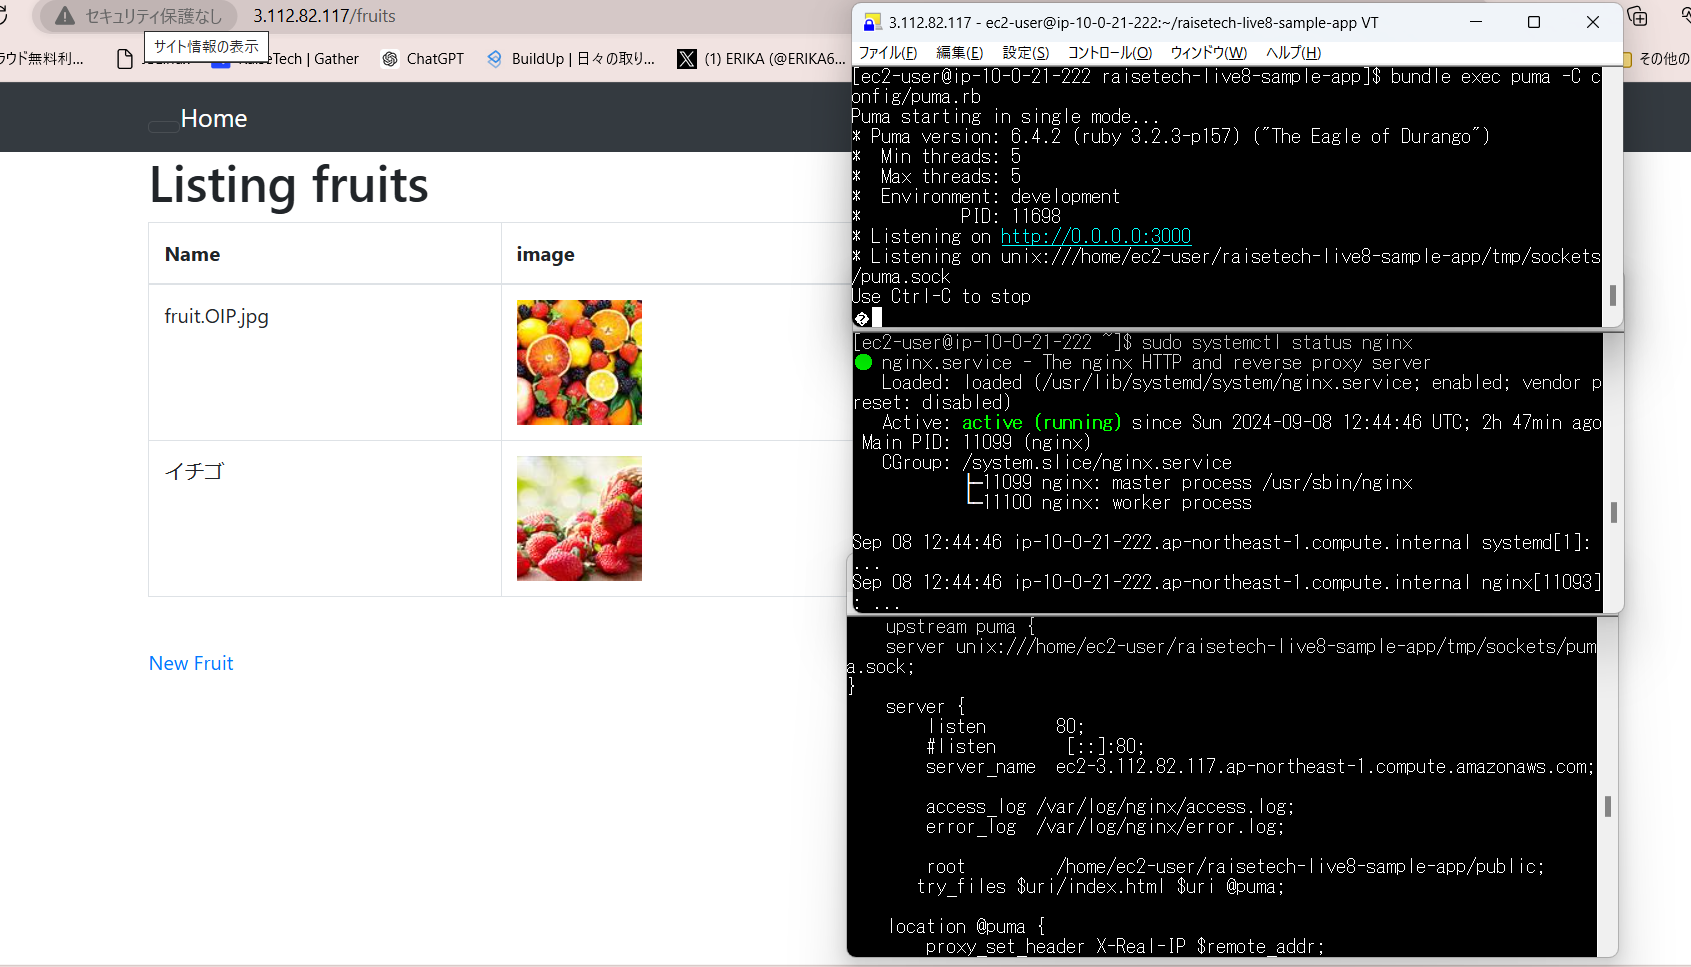 セキュリティ保護なし 3.112.82.117/fruits
サイト情報の表示
ラウド無料利... RaiseTech | Gather ChatGPT BuildUp | 日々の取り... (1) ERIKA (@ERIKA6... その他の
Home
Listing fruits
Name image
fruit.OIP.jpg
イチゴ
New Fruit
3.112.82.117 - ec2-user@ip-10-0-21-222:~/raisetech-live8-sample-app VT
ファイル(F) 編集(E) 設定(S) コントロール(O) ウィンドウ(W) ヘルプ(H)
[ec2-user@ip-10-0-21-222 raisetech-live8-sample-app]$ bundle exec puma -C c
onfig/puma.rb
Puma starting in single mode...
* Puma version: 6.4.2 (ruby 3.2.3-p157) ("The Eagle of Durango")
*  Min threads: 5
*  Max threads: 5
*  Environment: development
*          PID: 11698
* Listening on http://0.0.0.0:3000
* Listening on unix:///home/ec2-user/raisetech-live8-sample-app/tmp/sockets
/puma.sock
Use Ctrl-C to stop
[ec2-user@ip-10-0-21-222 ~]$ sudo systemctl status nginx
● nginx.service - The nginx HTTP and reverse proxy server
Loaded: loaded (/usr/lib/systemd/system/nginx.service; enabled; vendor p
reset: disabled)
Active: active (running) since Sun 2024-09-08 12:44:46 UTC; 2h 47min ago
Main PID: 11099 (nginx)
CGroup: /system.slice/nginx.service
├─11099 nginx: master process /usr/sbin/nginx
└─11100 nginx: worker process
Sep 08 12:44:46 ip-10-0-21-222.ap-northeast-1.compute.internal systemd[1]:
...
Sep 08 12:44:46 ip-10-0-21-222.ap-northeast-1.compute.internal nginx[11093]
: ...
upstream puma {
server unix:///home/ec2-user/raisetech-live8-sample-app/tmp/sockets/pum
a.sock;
}
server {
listen 80;
#listen [::]:80;
server_name ec2-3.112.82.117.ap-northeast-1.compute.amazonaws.com;
access_log /var/log/nginx/access.log;
error_log /var/log/nginx/error.log;
root /home/ec2-user/raisetech-live8-sample-app/public;
try_files $uri/index.html $uri @puma;
location @puma {
proxy_set_header X-Real-IP $remote_addr;